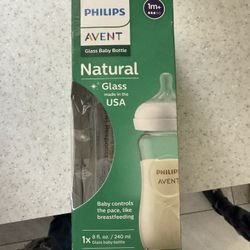 PHILIPS
AVENT
Glass Baby Bottle
1m+
Natural
Glass
made in the
USA
PHILIPS
AVENT
Baby controls
the pace, like
breastfeeding
1x 8 fl. oz. / 240 ml
Glass baby bottle